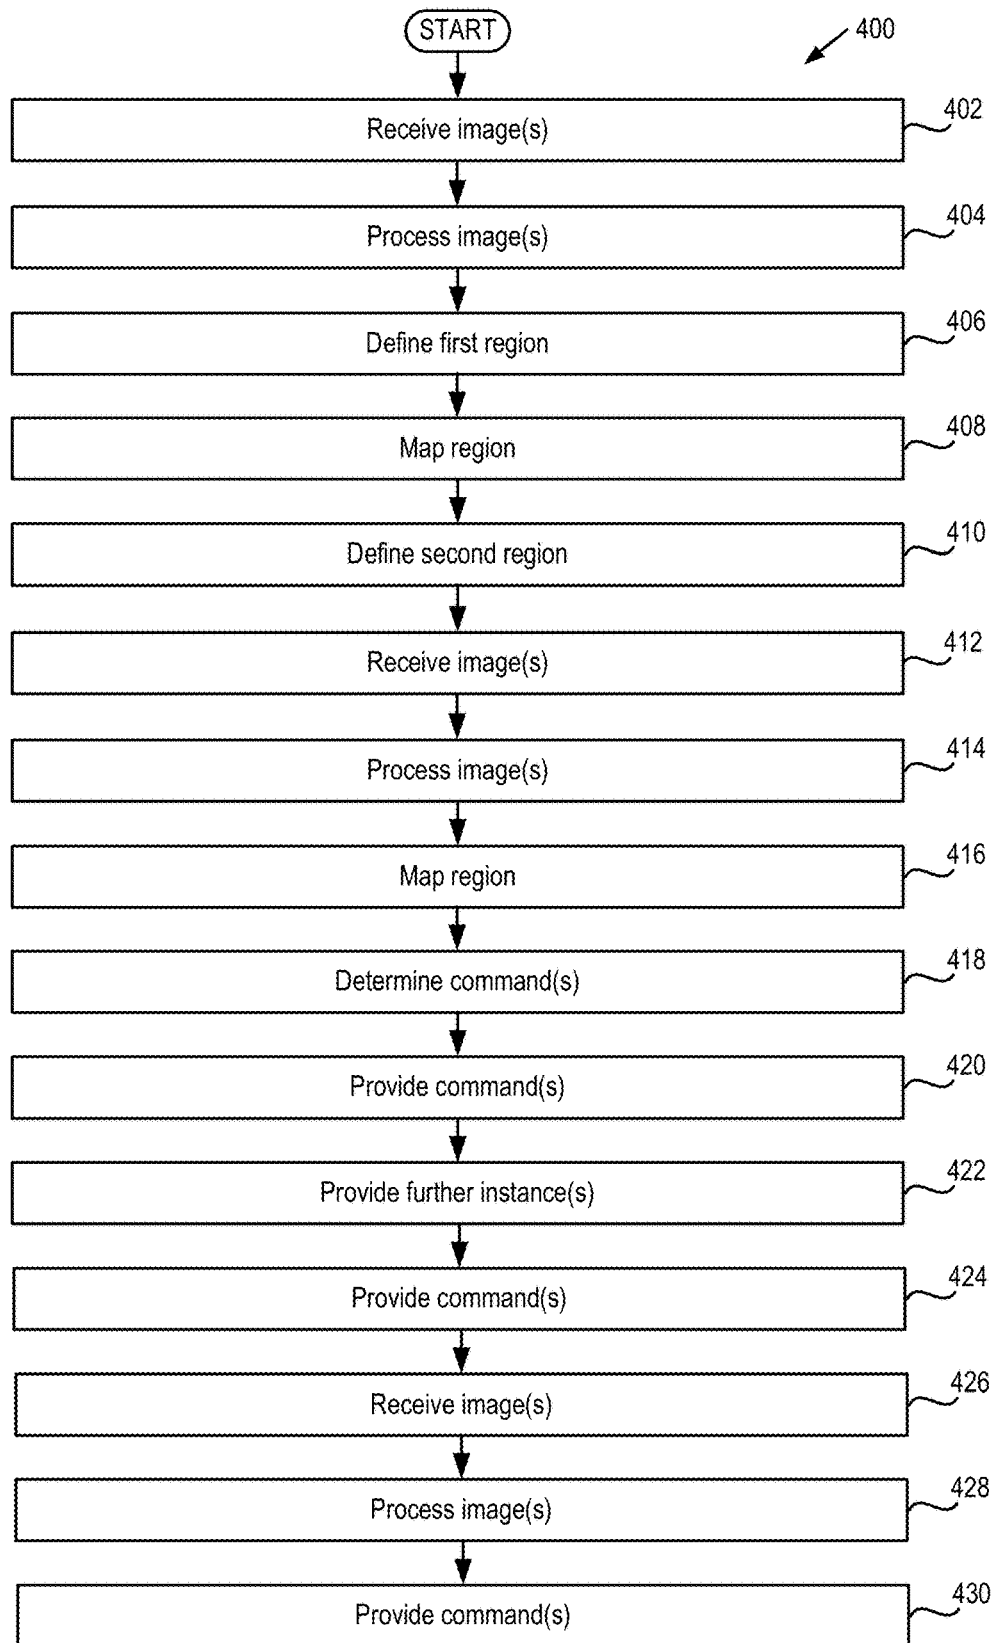 START
400
Receive image(s)
402
Process image(s)
404
Define first region
406
Map region
408
Define second region
410
Receive image(s)
412
Process image(s)
414
Map region
416
Determine command(s)
418
Provide command(s)
420
Provide further instance(s)
422
Provide command(s)
424
Receive image(s)
426
Process image(s)
428
Provide command(s)
430